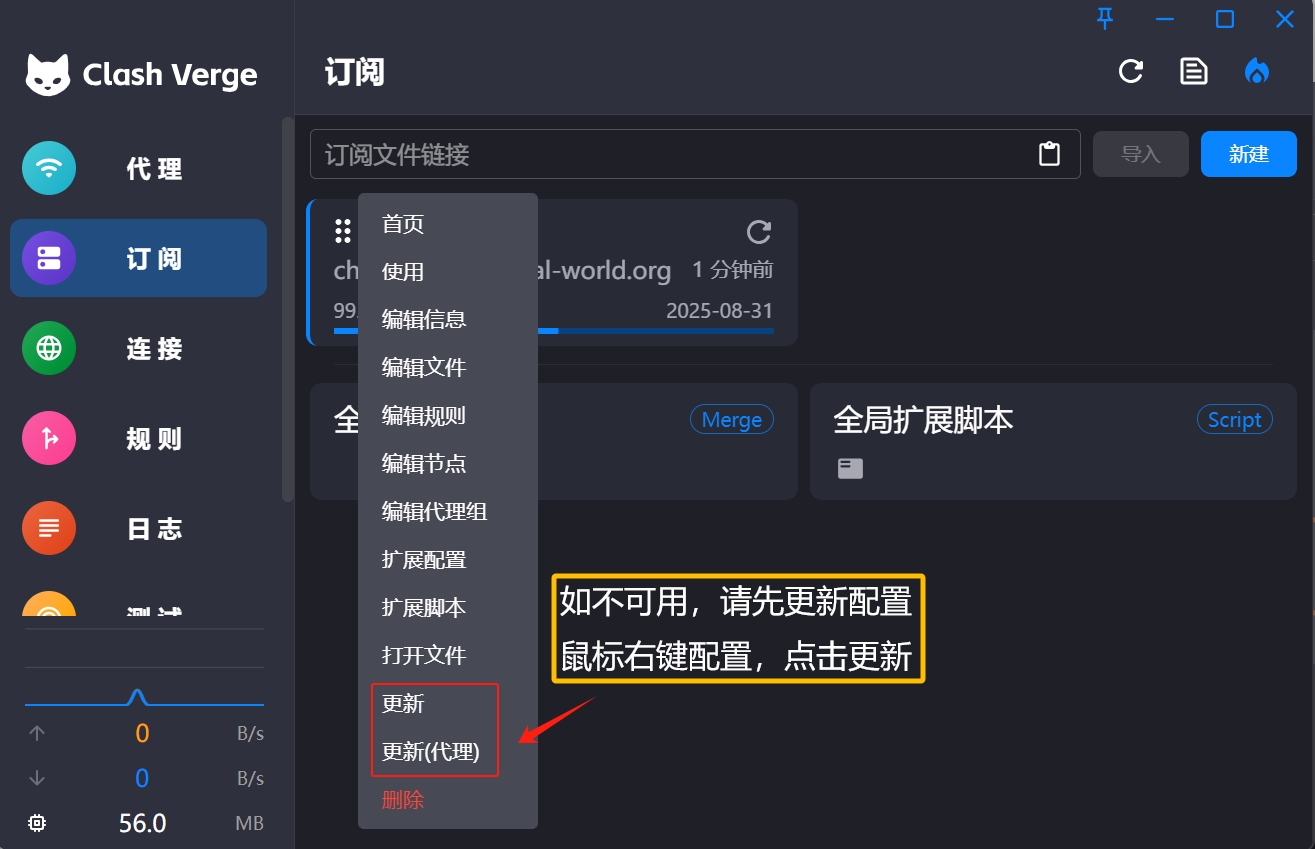 Clash Verge
订阅
代理
订阅
连接
规则
日志
测试
0 B/s
0 B/s
56.0 MB
订阅文件链接
导入
新建
al-world.org
1 分钟前
2025-08-31
首页
使用
编辑信息
编辑文件
编辑规则
编辑节点
编辑代理组
扩展配置
扩展脚本
打开文件
更新
更新(代理)
删除
全
Merge
全局扩展脚本
Script
如不可用，请先更新配置
鼠标右键配置，点击更新